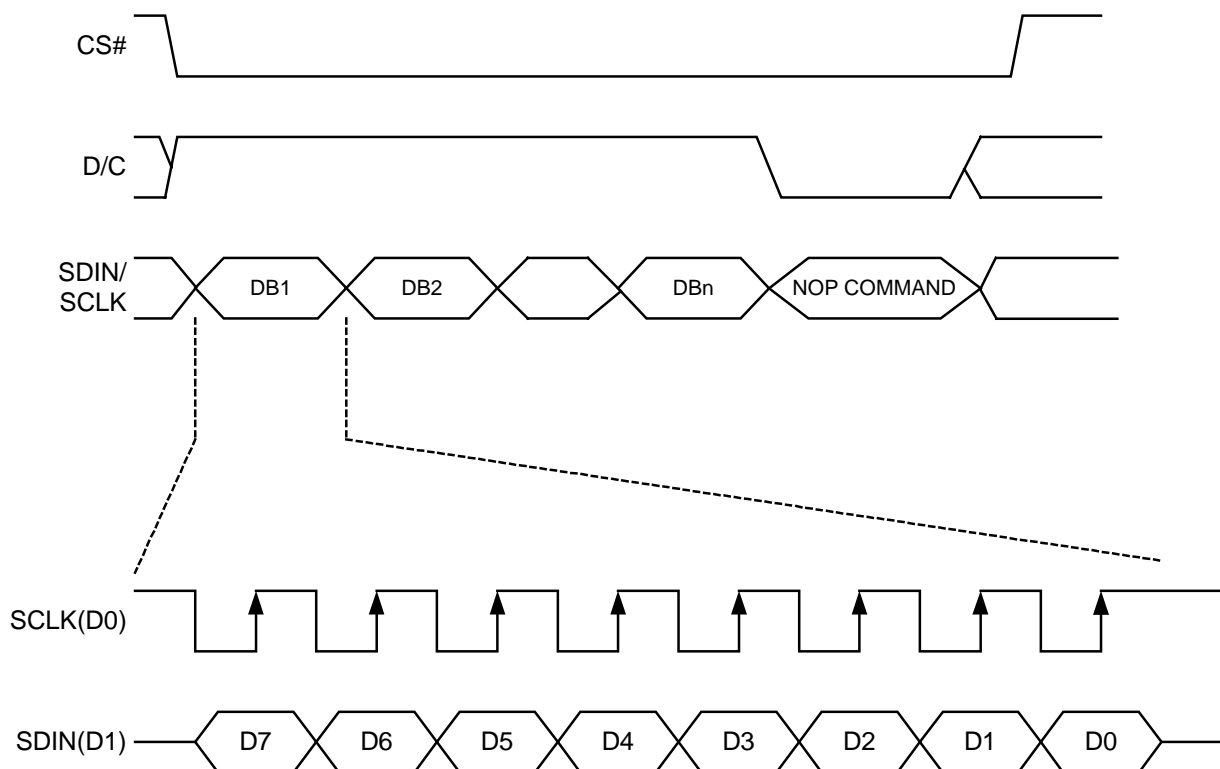 CS#
D/C
SDIN/
SCLK
DB1 DB2 DBn NOP COMMAND
SCLK(D0)
SDIN(D1) D7 D6 D5 D4 D3 D2 D1 D0